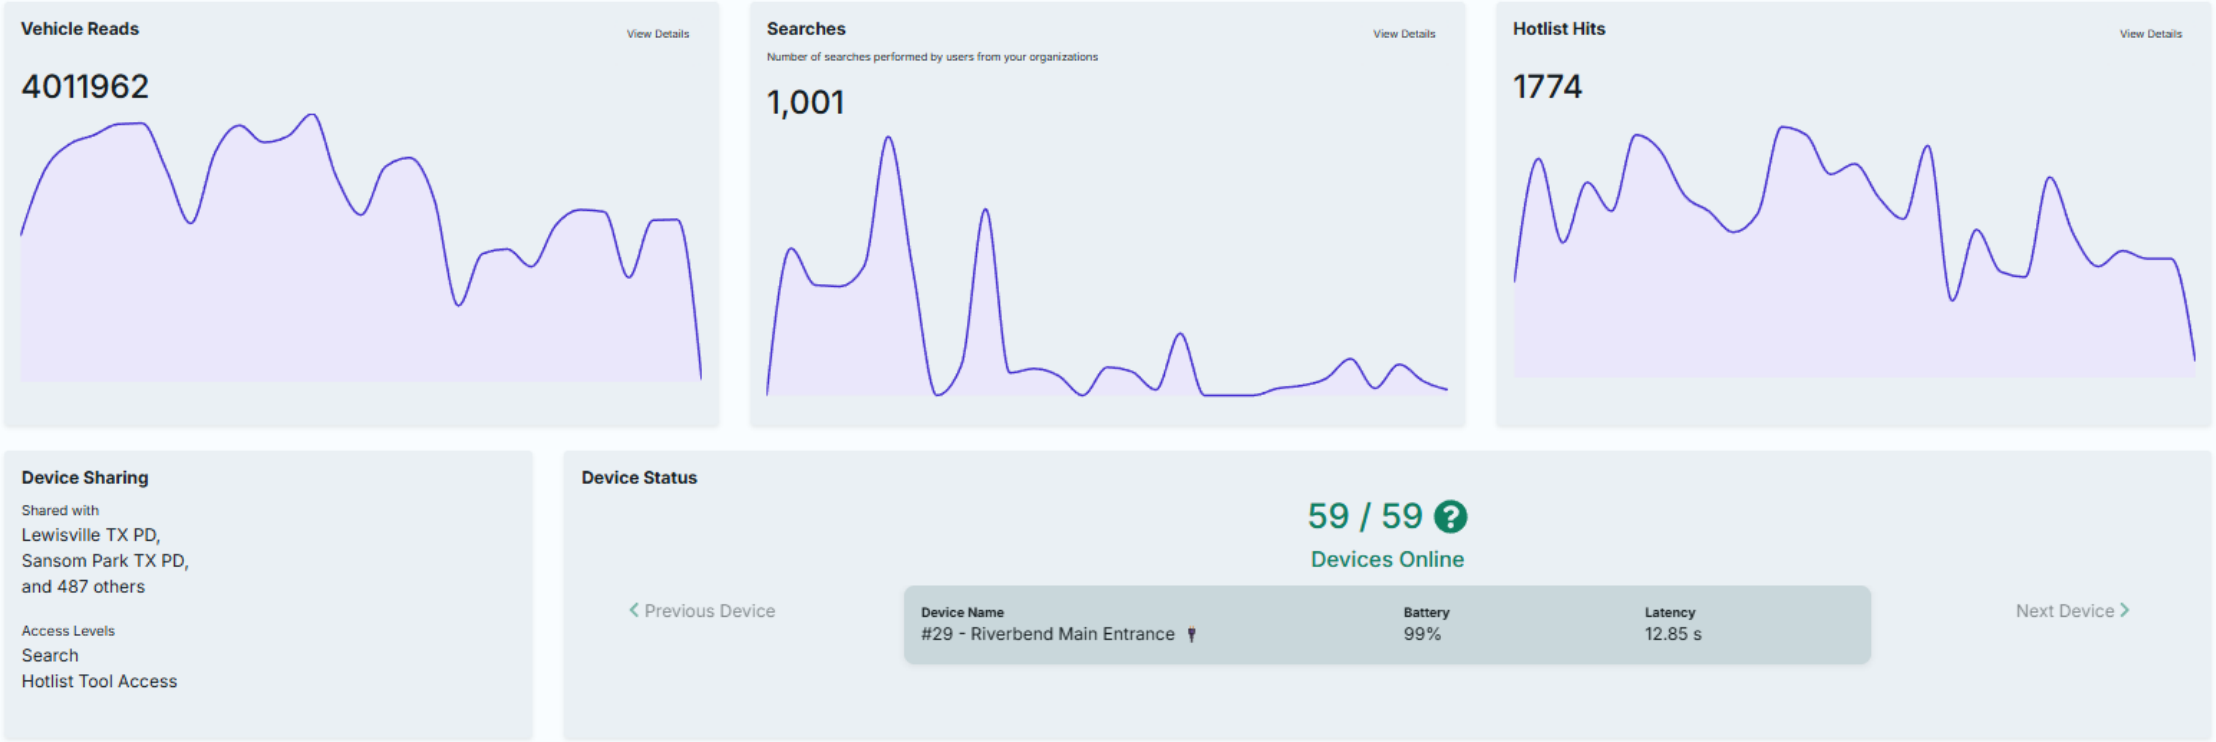 Vehicle Reads
View Details
4011962
Searches
View Details
Number of searches performed by users from your organizations
1,001
Hotlist Hits
View Details
1774
Device Sharing
Shared with
Lewisville TX PD,
Sansom Park TX PD,
and 487 others
Access Levels
Search
Hotlist Tool Access
Device Status
59 / 59 ?
Devices Online
Previous Device
Device Name
#29 - Riverbend Main Entrance
Battery
99%
Latency
12.85 s
Next Device